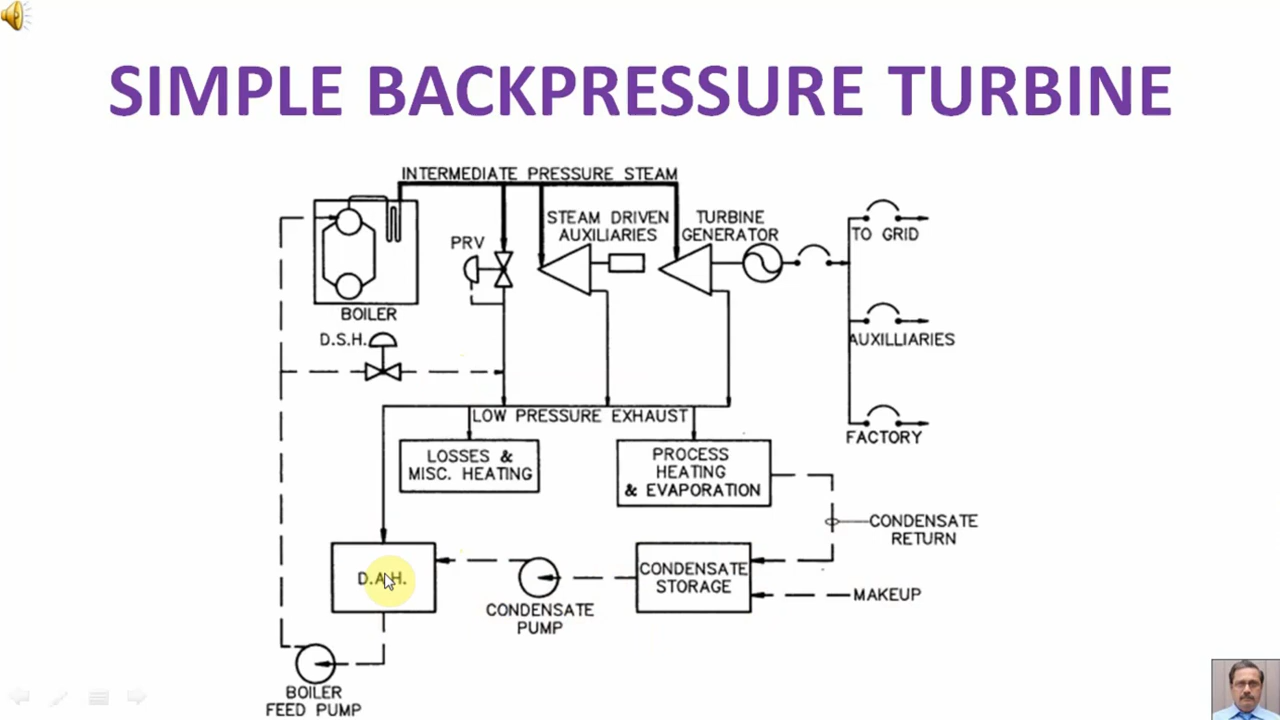 SIMPLE BACKPRESSURE TURBINE
INTERMEDIATE PRESSURE STEAM
STEAM DRIVEN
AUXILIARIES
TURBINE
GENERATOR
TO GRID
PRV
BOILER
D.S.H.
AUXILLIARIES
LOW PRESSURE EXHAUST
FACTORY
LOSSES &
MISC. HEATING
PROCESS
HEATING
& EVAPORATION
CONDENSATE
RETURN
D.A.H.
CONDENSATE
STORAGE
MAKEUP
CONDENSATE
PUMP
BOILER
FEED PUMP